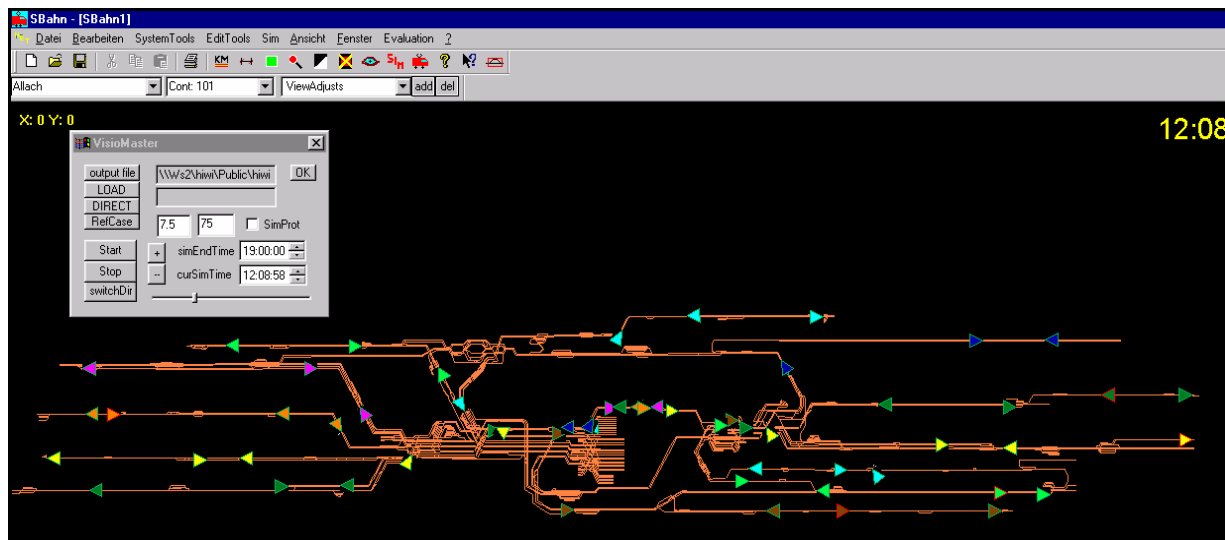 SBahn - [SBahn1]
Datei Bearbeiten SystemTools EditTools Sim Ansicht Fenster Evaluation ?
KM SIM ?
Allach Cont: 101 ViewAdjusts add del
X: 0 Y: 0
12:08
VisioMaster
output file \\Ws2\hiwi\Public\hiwi OK
LOAD
DIRECT
RefCase 7.5 75 SimProt
Start + simEndTime 19:00:00
Stop -- curSimTime 12:08:58
switchDir